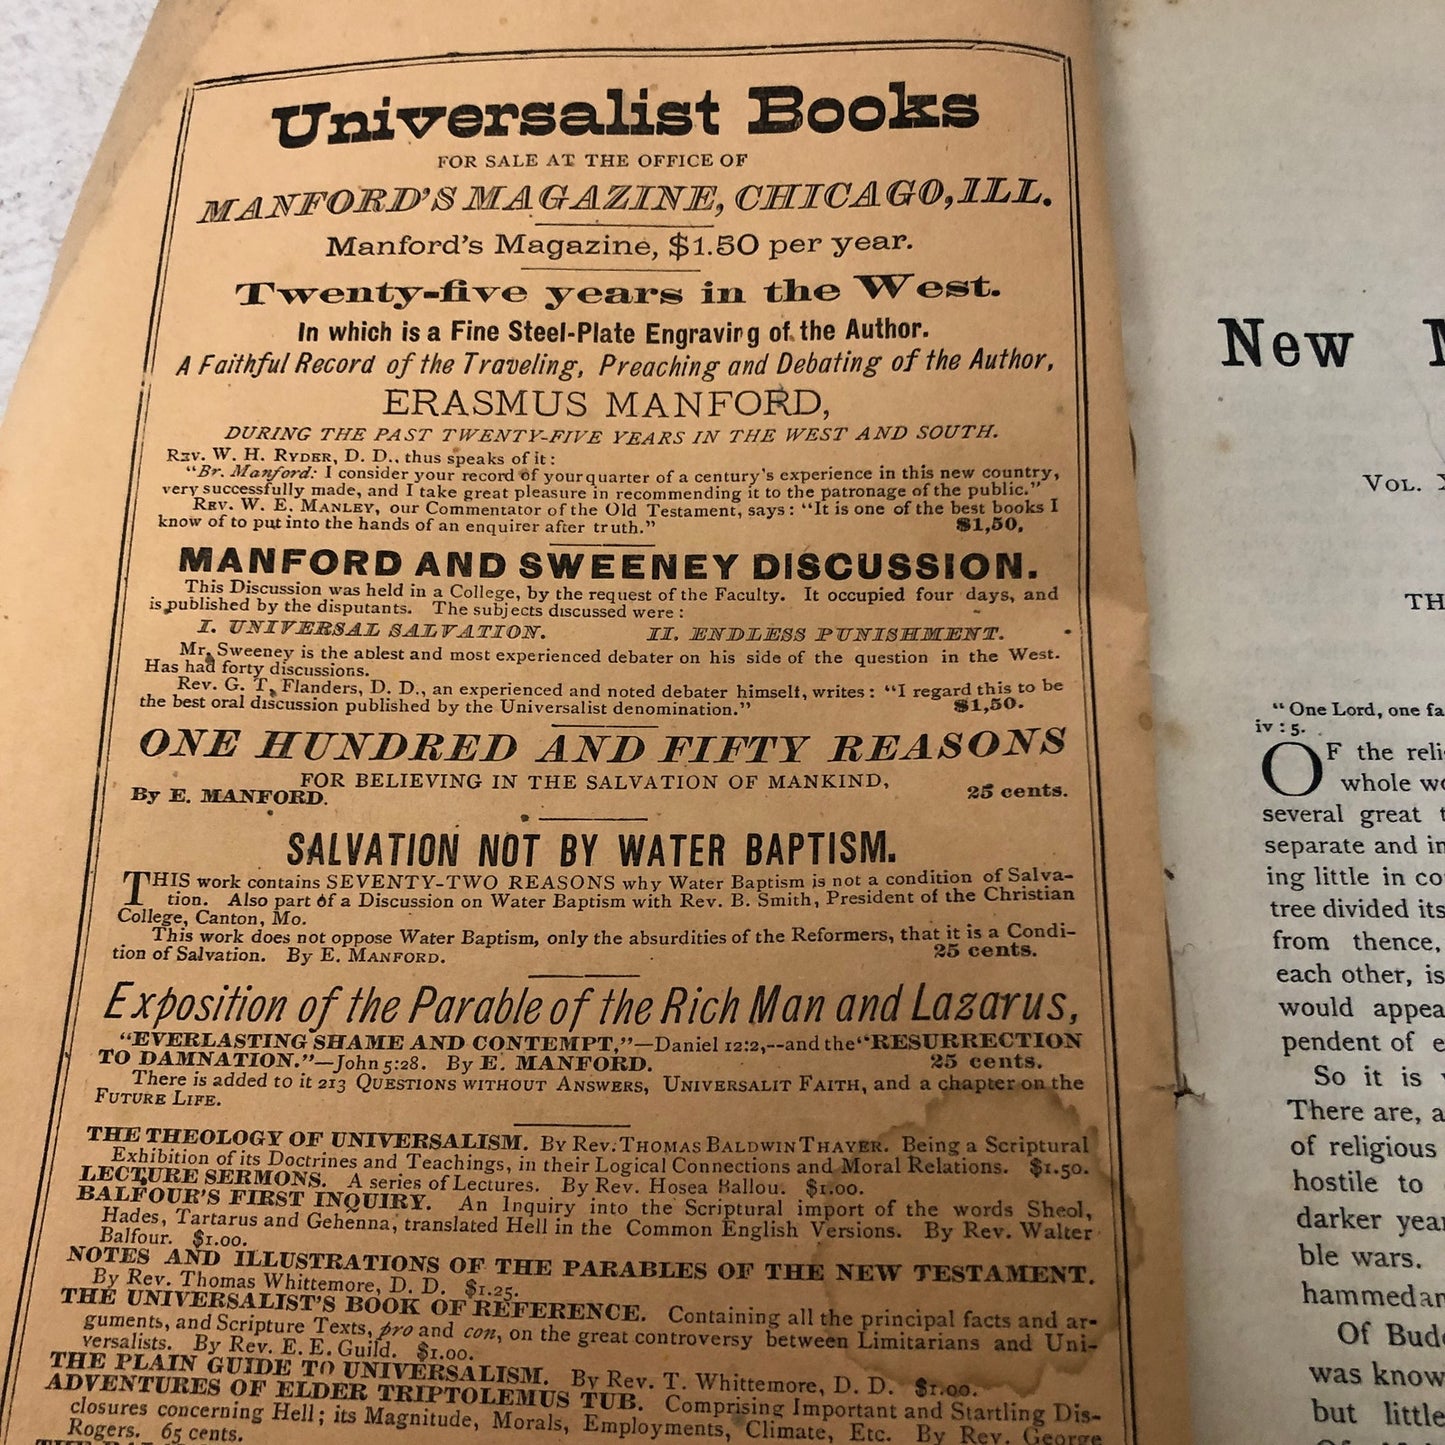 Universalist Books
FOR SALE AT THE OFFICE OF
MANFORD'S MAGAZINE, CHICAGO, ILL.
Manford's Magazine, $1.50 per year.
Twenty-five years in the West.
In which is a Fine Steel-Plate Engraving of the Author.
A Faithful Record of the Traveling, Preaching and Debating of the Author,
ERASMUS MANFORD,
DURING THE PAST TWENTY-FIVE YEARS IN THE WEST AND SOUTH.
REV. W. H. RYDER, D. D., thus speaks of it:
"Br. Manford: I consider your record of your quarter of a century's experience in this new country,
very successfully made, and I take great pleasure in recommending it to the patronage of the public."
REV. W. E. MANLEY, our Commentator of the Old Testament, says: "It is one of the best books I
know of to put into the hands of an enquirer after truth." $1,50,
MANFORD AND SWEENEY DISCUSSION.
This Discussion was held in a College, by the request of the Faculty. It occupied four days, and
is published by the disputants. The subjects discussed were:
I. UNIVERSAL SALVATION. II. ENDLESS PUNISHMENT.
Mr. Sweeney is the ablest and most experienced debater on his side of the question in the West.
Has had forty discussions.
Rev. G. T. Flanders, D. D., an experienced and noted debater himself, writes: "I regard this to be
the best oral discussion published by the Universalist denomination." $1,50.
ONE HUNDRED AND FIFTY REASONS
FOR BELIEVING IN THE SALVATION OF MANKIND,
By E. MANFORD. 25 cents.
SALVATION NOT BY WATER BAPTISM.
THIS work contains SEVENTY-TWO REASONS why Water Baptism is not a condition of Salva-
tion. Also part of a Discussion on Water Baptism with Rev. B. Smith, President of the Christian
College, Canton, Mo.
This work does not oppose Water Baptism, only the absurdities of the Reformers, that it is a Condi-
tion of Salvation. By E. MANFORD. 25 cents.
Exposition of the Parable of the Rich Man and Lazarus,
"EVERLASTING SHAME AND CONTEMPT,"—Daniel 12:2,--and the "RESURRECTION
TO DAMNATION."—John 5:28. By E. MANFORD. 25 cents.
There is added to it 213 QUESTIONS WITHOUT ANSWERS, UNIVERSALIT FAITH, and a chapter on the
FUTURE LIFE.
THE THEOLOGY OF UNIVERSALISM. By Rev. THOMAS BALDWIN THAYER. Being a Scriptural
Exhibition of its Doctrines and Teachings, in their Logical Connections and Moral Relations. $1.50.
LECTURE SERMONS. A series of Lectures. By Rev. Hosea Ballou. $1.00.
BALFOUR'S FIRST INQUIRY. An Inquiry into the Scriptural import of the words Sheol,
Hades, Tartarus and Gehenna, translated Hell in the Common English Versions. By Rev. Walter
Balfour. $1.00.
NOTES AND ILLUSTRATIONS OF THE PARABLES OF THE NEW TESTAMENT.
By Rev. Thomas Whittemore, D. D. $1.25.
THE UNIVERSALIST'S BOOK OF REFERENCE. Containing all the principal facts and ar-
guments, and Scripture Texts, pro and con, on the great controversy between Limitarians and Uni-
versalists. By Rev. E. E. Guild. $1.00.
THE PLAIN GUIDE TO UNIVERSALISM. By Rev. T. Whittemore, D. D. $1.00.
ADVENTURES OF ELDER TRIPTOLEMUS TUB. Comprising Important and Startling Dis-
closures concerning Hell; its Magnitude, Morals, Employments, Climate, Etc. By Rev. George
Rogers. 65 cents.
New
VOL.
TH
"One Lord, one fa
iv: 5.
OF the reli
whole wo
several great t
separate and in
ing little in co
tree divided its
from thence,
each other, is
would appea
pendent of e
So it is
There are, a
of religious
hostile to
darker year
ble wars.
hammedan
Of Budd
was know
but little